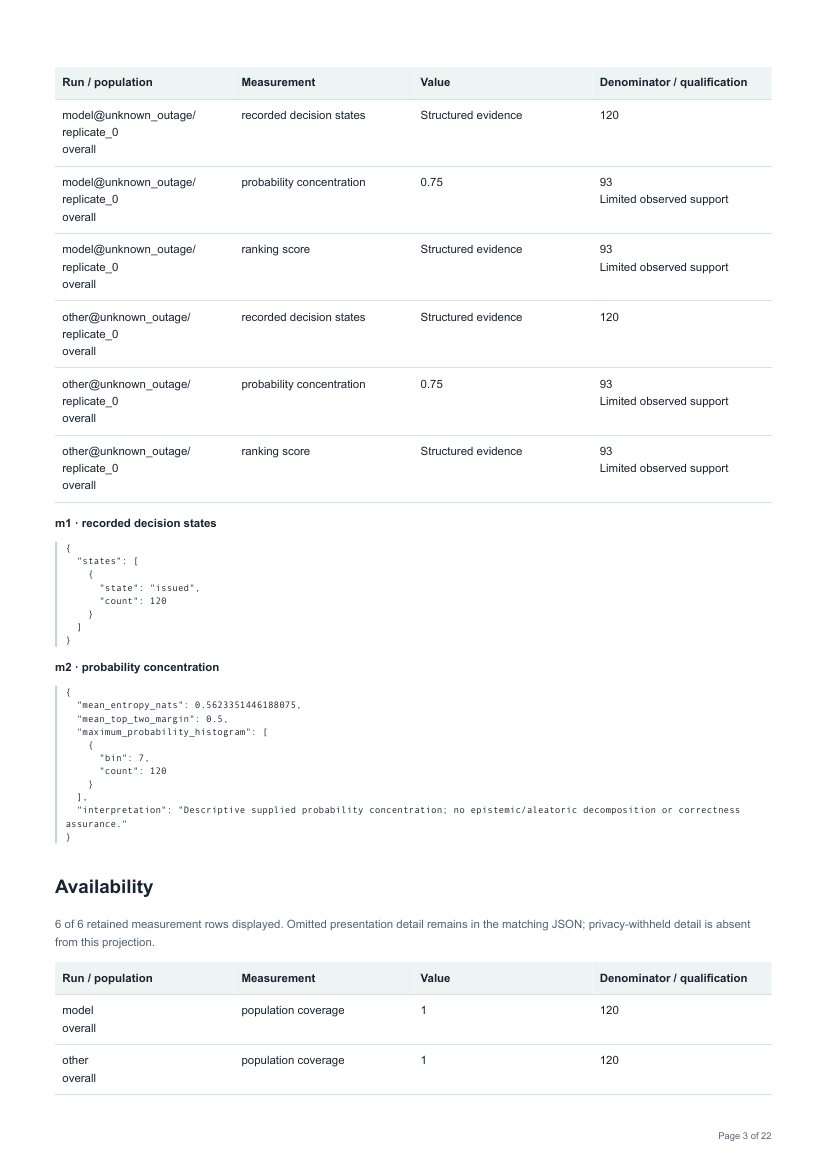 Run / population Measurement Value Denominator / qualification
model@unknown_outage/ recorded decision states Structured evidence 120
replicate_0
overall
model@unknown_outage/ probability concentration 0.75 93
replicate_0 Limited observed support
overall
model@unknown_outage/ ranking score Structured evidence 93
replicate_0 Limited observed support
overall
other@unknown_outage/ recorded decision states Structured evidence 120
replicate_0
overall
other@unknown_outage/ probability concentration 0.75 93
replicate_0 Limited observed support
overall
other@unknown_outage/ ranking score Structured evidence 93
replicate_0 Limited observed support
overall
m1 · recorded decision states
{
  "states": [
    {
      "state": "issued",
      "count": 120
    }
  ]
}
m2 · probability concentration
{
  "mean_entropy_nats": 0.5623351446188075,
  "mean_top_two_margin": 0.5,
  "maximum_probability_histogram": [
    {
      "bin": 7,
      "count": 120
    }
  ],
  "interpretation": "Descriptive supplied probability concentration; no epistemic/aleatoric decomposition or correctness
assurance."
}
Availability
6 of 6 retained measurement rows displayed. Omitted presentation detail remains in the matching JSON; privacy-withheld detail is absent
from this projection.
Run / population Measurement Value Denominator / qualification
model population coverage 1 120
overall
other population coverage 1 120
overall
Page 3 of 22